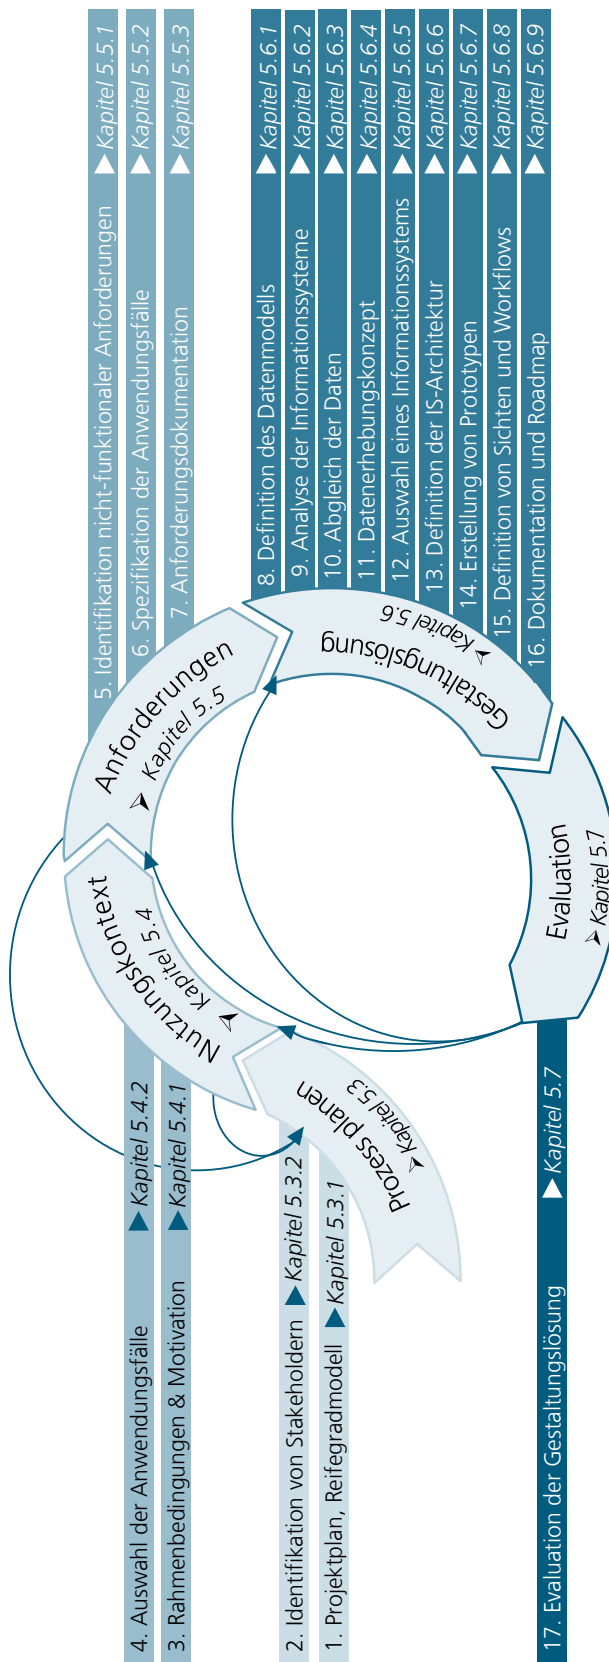 4. Auswahl der Anwendungsfälle ▶ Kapitel 5.4.2
3. Rahmenbedingungen & Motivation ▶ Kapitel 5.4.1
2. Identifikation von Stakeholdern ▶ Kapitel 5.3.2
1. Projektplan, Reifegradmodell ▶ Kapitel 5.3.1
17. Evaluation der Gestaltungslösung ▶ Kapitel 5.7
Prozess planen
➤ Kapitel 5.3
Nutzungskontext
➤ Kapitel 5.4
Anforderungen
➤ Kapitel 5.5
Gestaltungslösung
➤ Kapitel 5.6
Evaluation
➤ Kapitel 5.7
5. Identifikation nicht-funktionaler Anforderungen ▶ Kapitel 5.5.1
6. Spezifikation der Anwendungsfälle ▶ Kapitel 5.5.2
7. Anforderungsdokumentation ▶ Kapitel 5.5.3
8. Definition des Datenmodells ▶ Kapitel 5.6.1
9. Analyse der Informationssysteme ▶ Kapitel 5.6.2
10. Abgleich der Daten ▶ Kapitel 5.6.3
11. Datenerhebungskonzept ▶ Kapitel 5.6.4
12. Auswahl eines Informationssystems ▶ Kapitel 5.6.5
13. Definition der IS-Architektur ▶ Kapitel 5.6.6
14. Erstellung von Prototypen ▶ Kapitel 5.6.7
15. Definition von Sichten und Workflows ▶ Kapitel 5.6.8
16. Dokumentation und Roadmap ▶ Kapitel 5.6.9